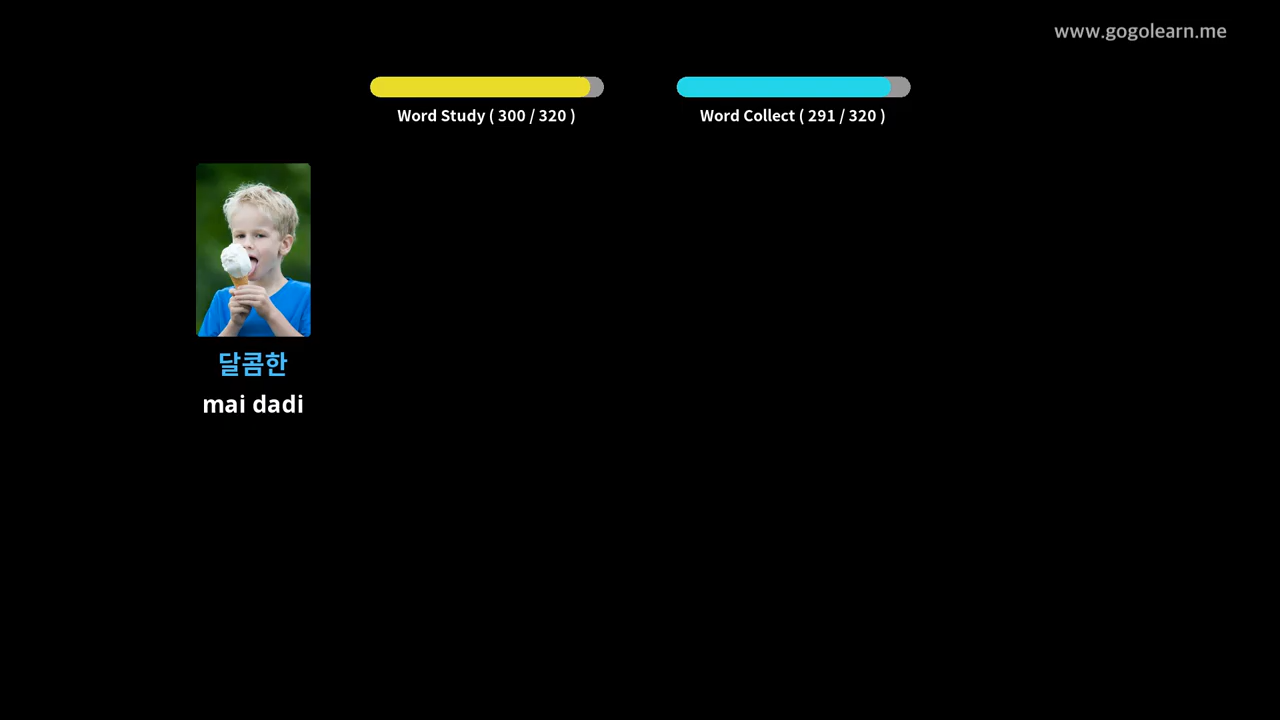 www.gogolearn.me
Word Study ( 300 / 320 )
Word Collect ( 291 / 320 )
달콤한
mai dadi